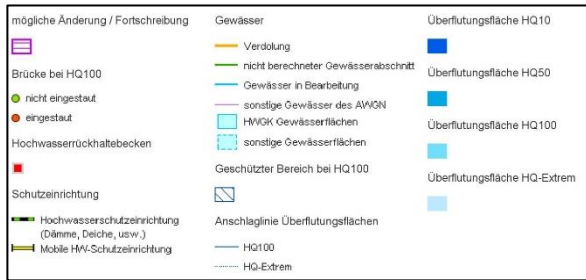 mögliche Änderung / Fortschreibung
Brücke bei HQ100
nicht eingestaut
eingestaut
Hochwasserrückhaltebecken
Schutzeinrichtung
Hochwasserschutzeinrichtung
(Dämme, Deiche, usw.)
Mobile HW-Schutzeinrichtung
Gewässer
Verdolung
nicht berechneter Gewässerabschnitt
Gewässer in Bearbeitung
sonstige Gewässer des AWGN
HWGK Gewässerflächen
sonstige Gewässerflächen
Geschützter Bereich bei HQ100
Anschlaglinie Überflutungsflächen
HQ100
HQ-Extrem
Überflutungsfläche HQ10
Überflutungsfläche HQ50
Überflutungsfläche HQ100
Überflutungsfläche HQ-Extrem